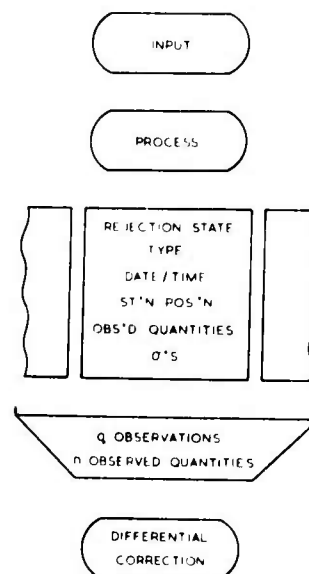 INPUT
PROCESS
REJECTION STATE
TYPE
DATE/TIME
ST'N POS'N
OBS'D QUANTITIES
σ'S
q OBSERVATIONS
n OBSERVED QUANTITIES
DIFFERENTIAL
CORRECTION